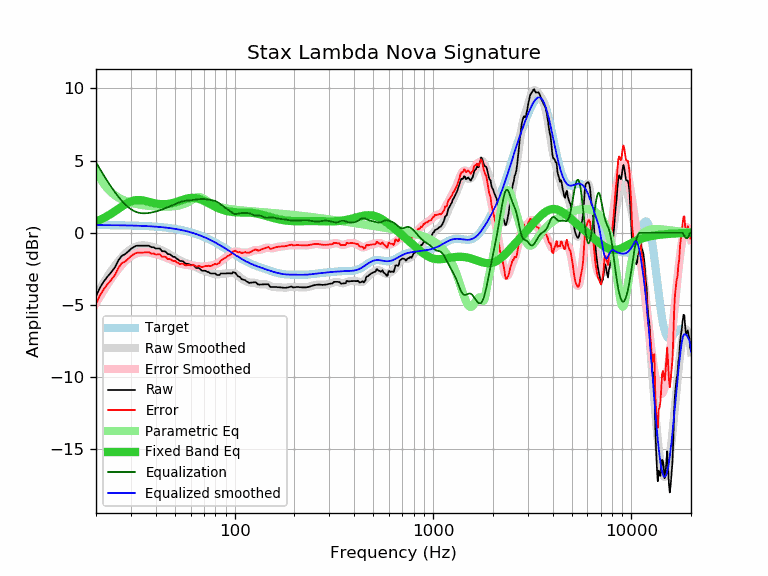 Stax Lambda Nova Signature
Amplitude (dBr)
10
5
0
−5
−10
−15
Target
Raw Smoothed
Error Smoothed
Raw
Error
Parametric Eq
Fixed Band Eq
Equalization
Equalized smoothed
100
1000
10000
Frequency (Hz)